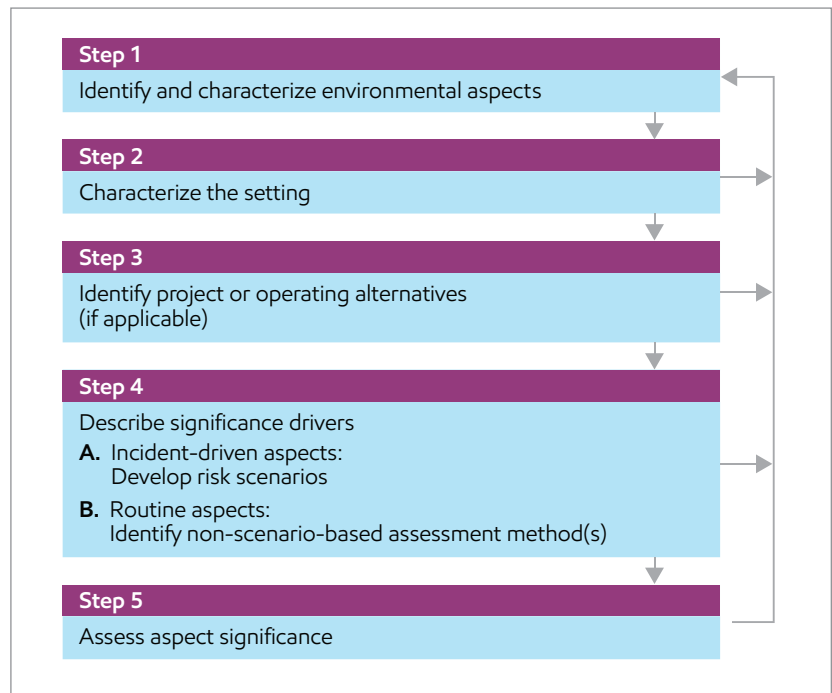 Step 1
Identify and characterize environmental aspects
Step 2
Characterize the setting
Step 3
Identify project or operating alternatives
(if applicable)
Step 4
Describe significance drivers
A. Incident-driven aspects:
Develop risk scenarios
B. Routine aspects:
Identify non-scenario-based assessment method(s)
Step 5
Assess aspect significance